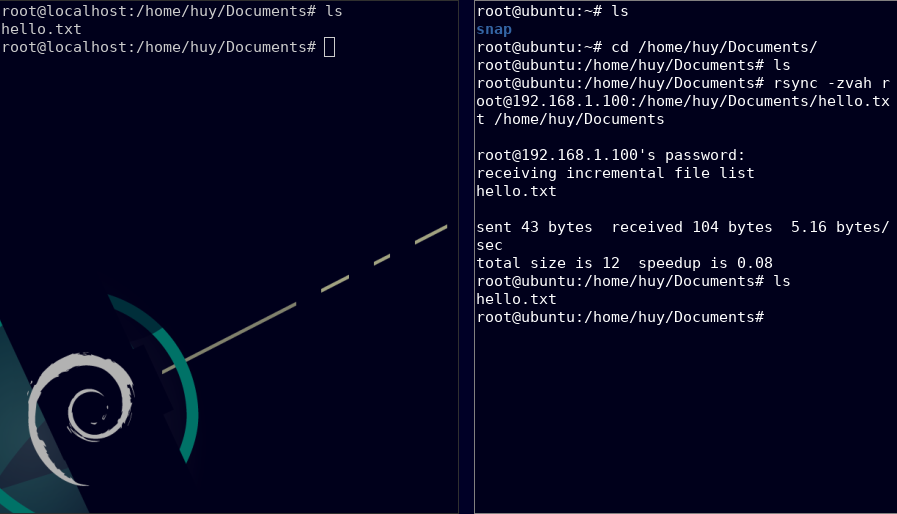 root@localhost:/home/huy/Documents# ls
hello.txt
root@localhost:/home/huy/Documents#
root@ubuntu:~# ls
snap
root@ubuntu:~# cd /home/huy/Documents/
root@ubuntu:/home/huy/Documents# ls
root@ubuntu:/home/huy/Documents# rsync -zvah r
oot@192.168.1.100:/home/huy/Documents/hello.tx
t /home/huy/Documents
root@192.168.1.100's password:
receiving incremental file list
hello.txt
sent 43 bytes  received 104 bytes  5.16 bytes/
sec
total size is 12  speedup is 0.08
root@ubuntu:/home/huy/Documents# ls
hello.txt
root@ubuntu:/home/huy/Documents#